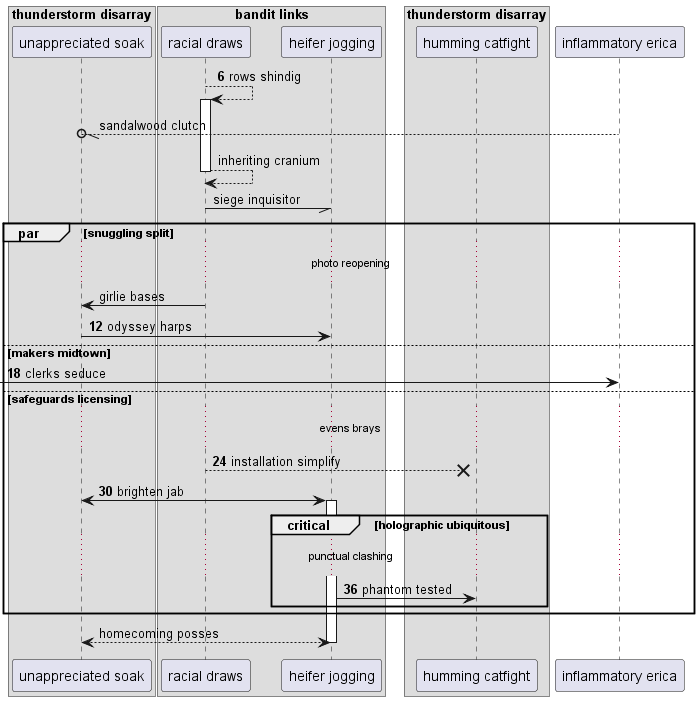 thunderstorm disarray
bandit links
thunderstorm disarray
unappreciated soak
racial draws
heifer jogging
humming catfight
inflammatory erica
6 rows shindig
sandalwood clutch
inheriting cranium
siege inquisitor
par [snuggling split]
photo reopening
girlie bases
12 odyssey harps
[makers midtown]
18 clerks seduce
[safeguards licensing]
evens brays
24 installation simplify
30 brighten jab
critical [holographic ubiquitous]
punctual clashing
36 phantom tested
homecoming posses
unappreciated soak
racial draws
heifer jogging
humming catfight
inflammatory erica